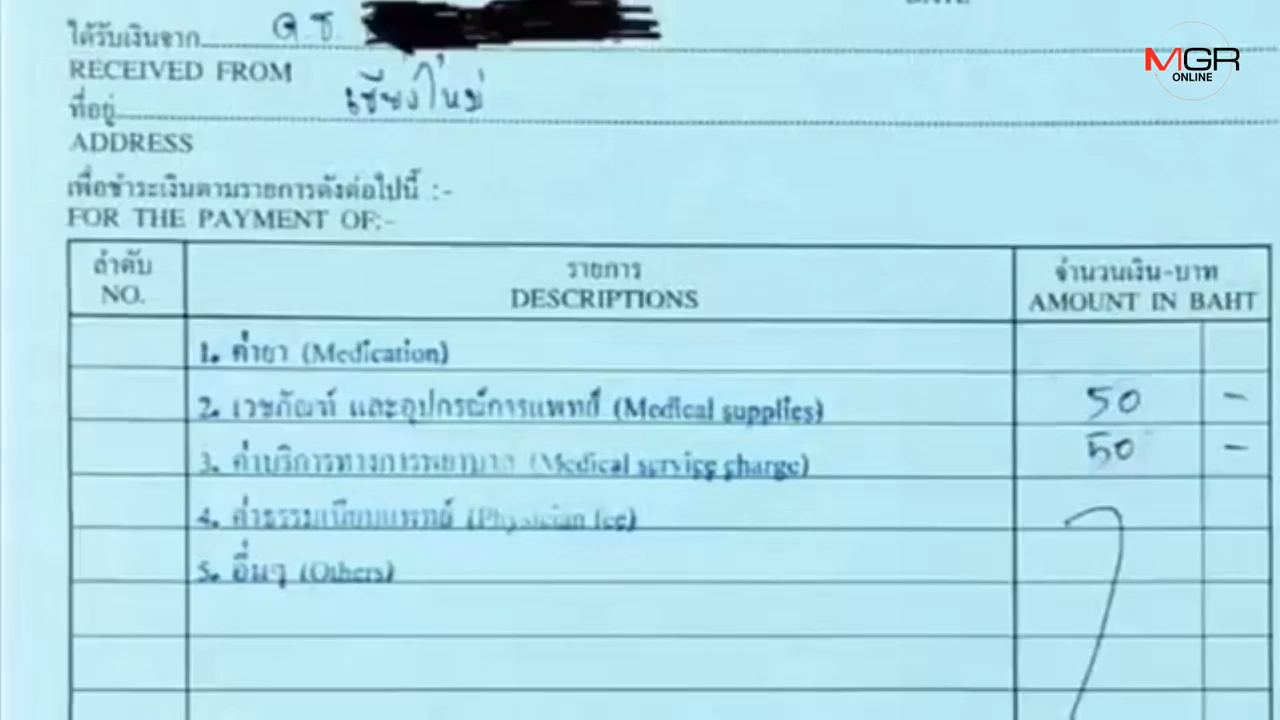 MGR
ONLINE
ได้รับเงินจาก ด.ช.
RECEIVED FROM
เชียงใหม่
ที่อยู่
ADDRESS
เพื่อชำระเงินตามรายการดังต่อไปนี้ :-
FOR THE PAYMENT OF:-
ลำดับ รายการ จำนวนเงิน-บาท
NO. DESCRIPTIONS AMOUNT IN BAHT
1. ค่ายา (Medication)
2. เวชภัณฑ์ และอุปกรณ์การแพทย์ (Medical supplies) 50 -
3. ค่าบริการทางการพยาบาล (Medical service charge) 50 -
4. ค่าธรรมเนียมแพทย์ (Physician fee)
5. อื่นๆ (Others)